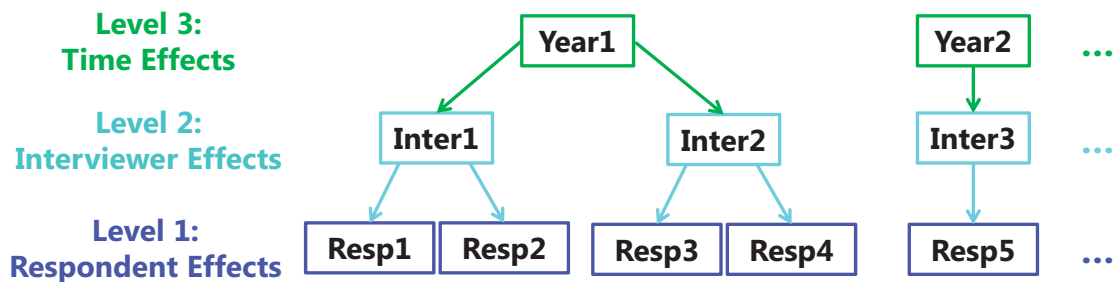 Level 3:
Time Effects
Year1
Year2
...
Level 2:
Interviewer Effects
Inter1
Inter2
Inter3
...
Level 1:
Respondent Effects
Resp1
Resp2
Resp3
Resp4
Resp5
...